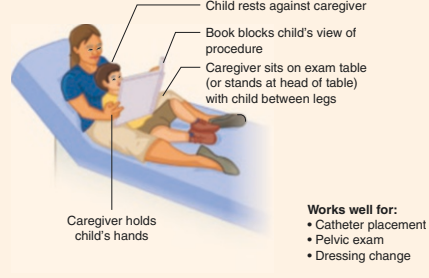 Child rests against caregiver
Book blocks child's view of
procedure
Caregiver sits on exam table
(or stands at head of table)
with child between legs
Caregiver holds
child's hands
Works well for:
• Catheter placement
• Pelvic exam
• Dressing change